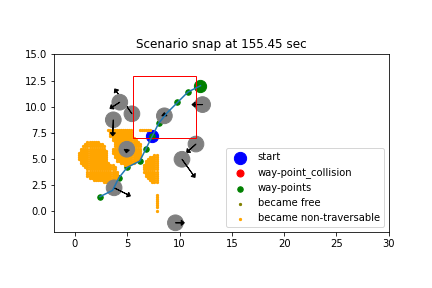 Scenario snap at 155.45 sec
15.0
12.5
10.0
7.5
5.0
2.5
0.0
0 5 10 15 20 25 30
start
way-point_collision
way-points
became free
became non-traversable